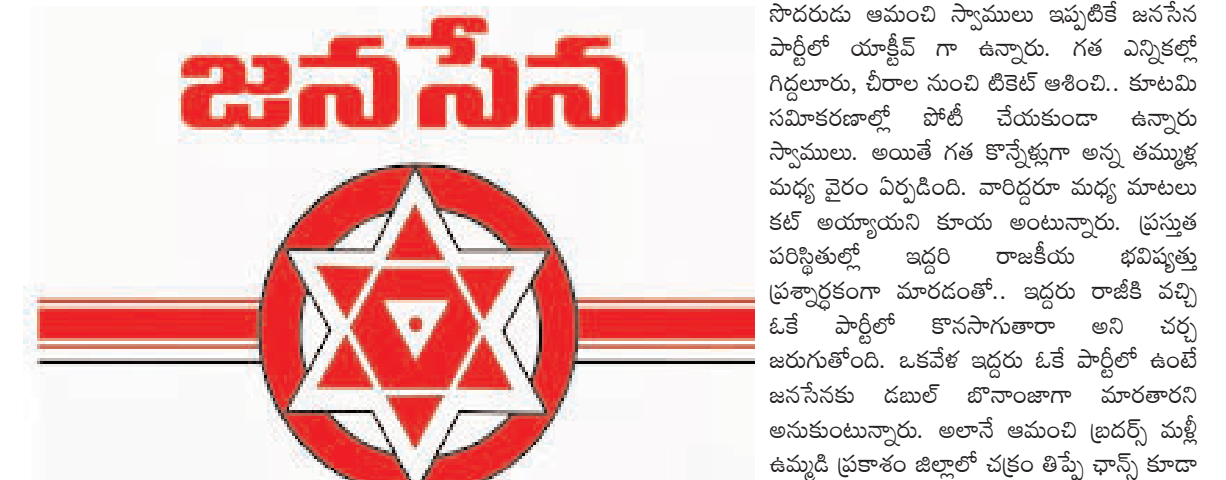 జనసేన
సొదరుడు ఆమంచి స్వాములు ఇప్పటికే జనసేన
పార్టీలో యాక్టీవ్ గా ఉన్నారు. గత ఎన్నికల్లో
గిద్దలూరు, చీరాల నుంచి టికెట్ ఆశించి.. కూటమి
సమీకరణాల్లో పోటీ చేయకుండా ఉన్నారు
స్వాములు. అయితే గత కొన్నేళ్లుగా అన్న తమ్ముళ్ల
మధ్య వైరం ఏర్పడింది. వారిద్దరూ మధ్య మాటలు
కట్ అయ్యాయని కూయ అంటున్నారు. ప్రస్తుత
పరిస్థితుల్లో ఇద్దరి రాజకీయ భవిష్యత్తు
ప్రశ్నార్ధకంగా మారడంతో.. ఇద్దరు రాజీకి వచ్చి
ఓకే పార్టీలో కొనసాగుతారా అని చర్చ
జరుగుతోంది. ఒకవేళ ఇద్దరు ఓకే పార్టీలో ఉంటే
జనసేనకు డబుల్ బొనాంజాగా మారతారని
అనుకుంటున్నారు. అలానే ఆమంచి బ్రదర్స్ మళ్లీ
ఉమ్మడి ప్రకాశం జిల్లాలో చక్రం తిప్పే ఛాన్స్ కూడా